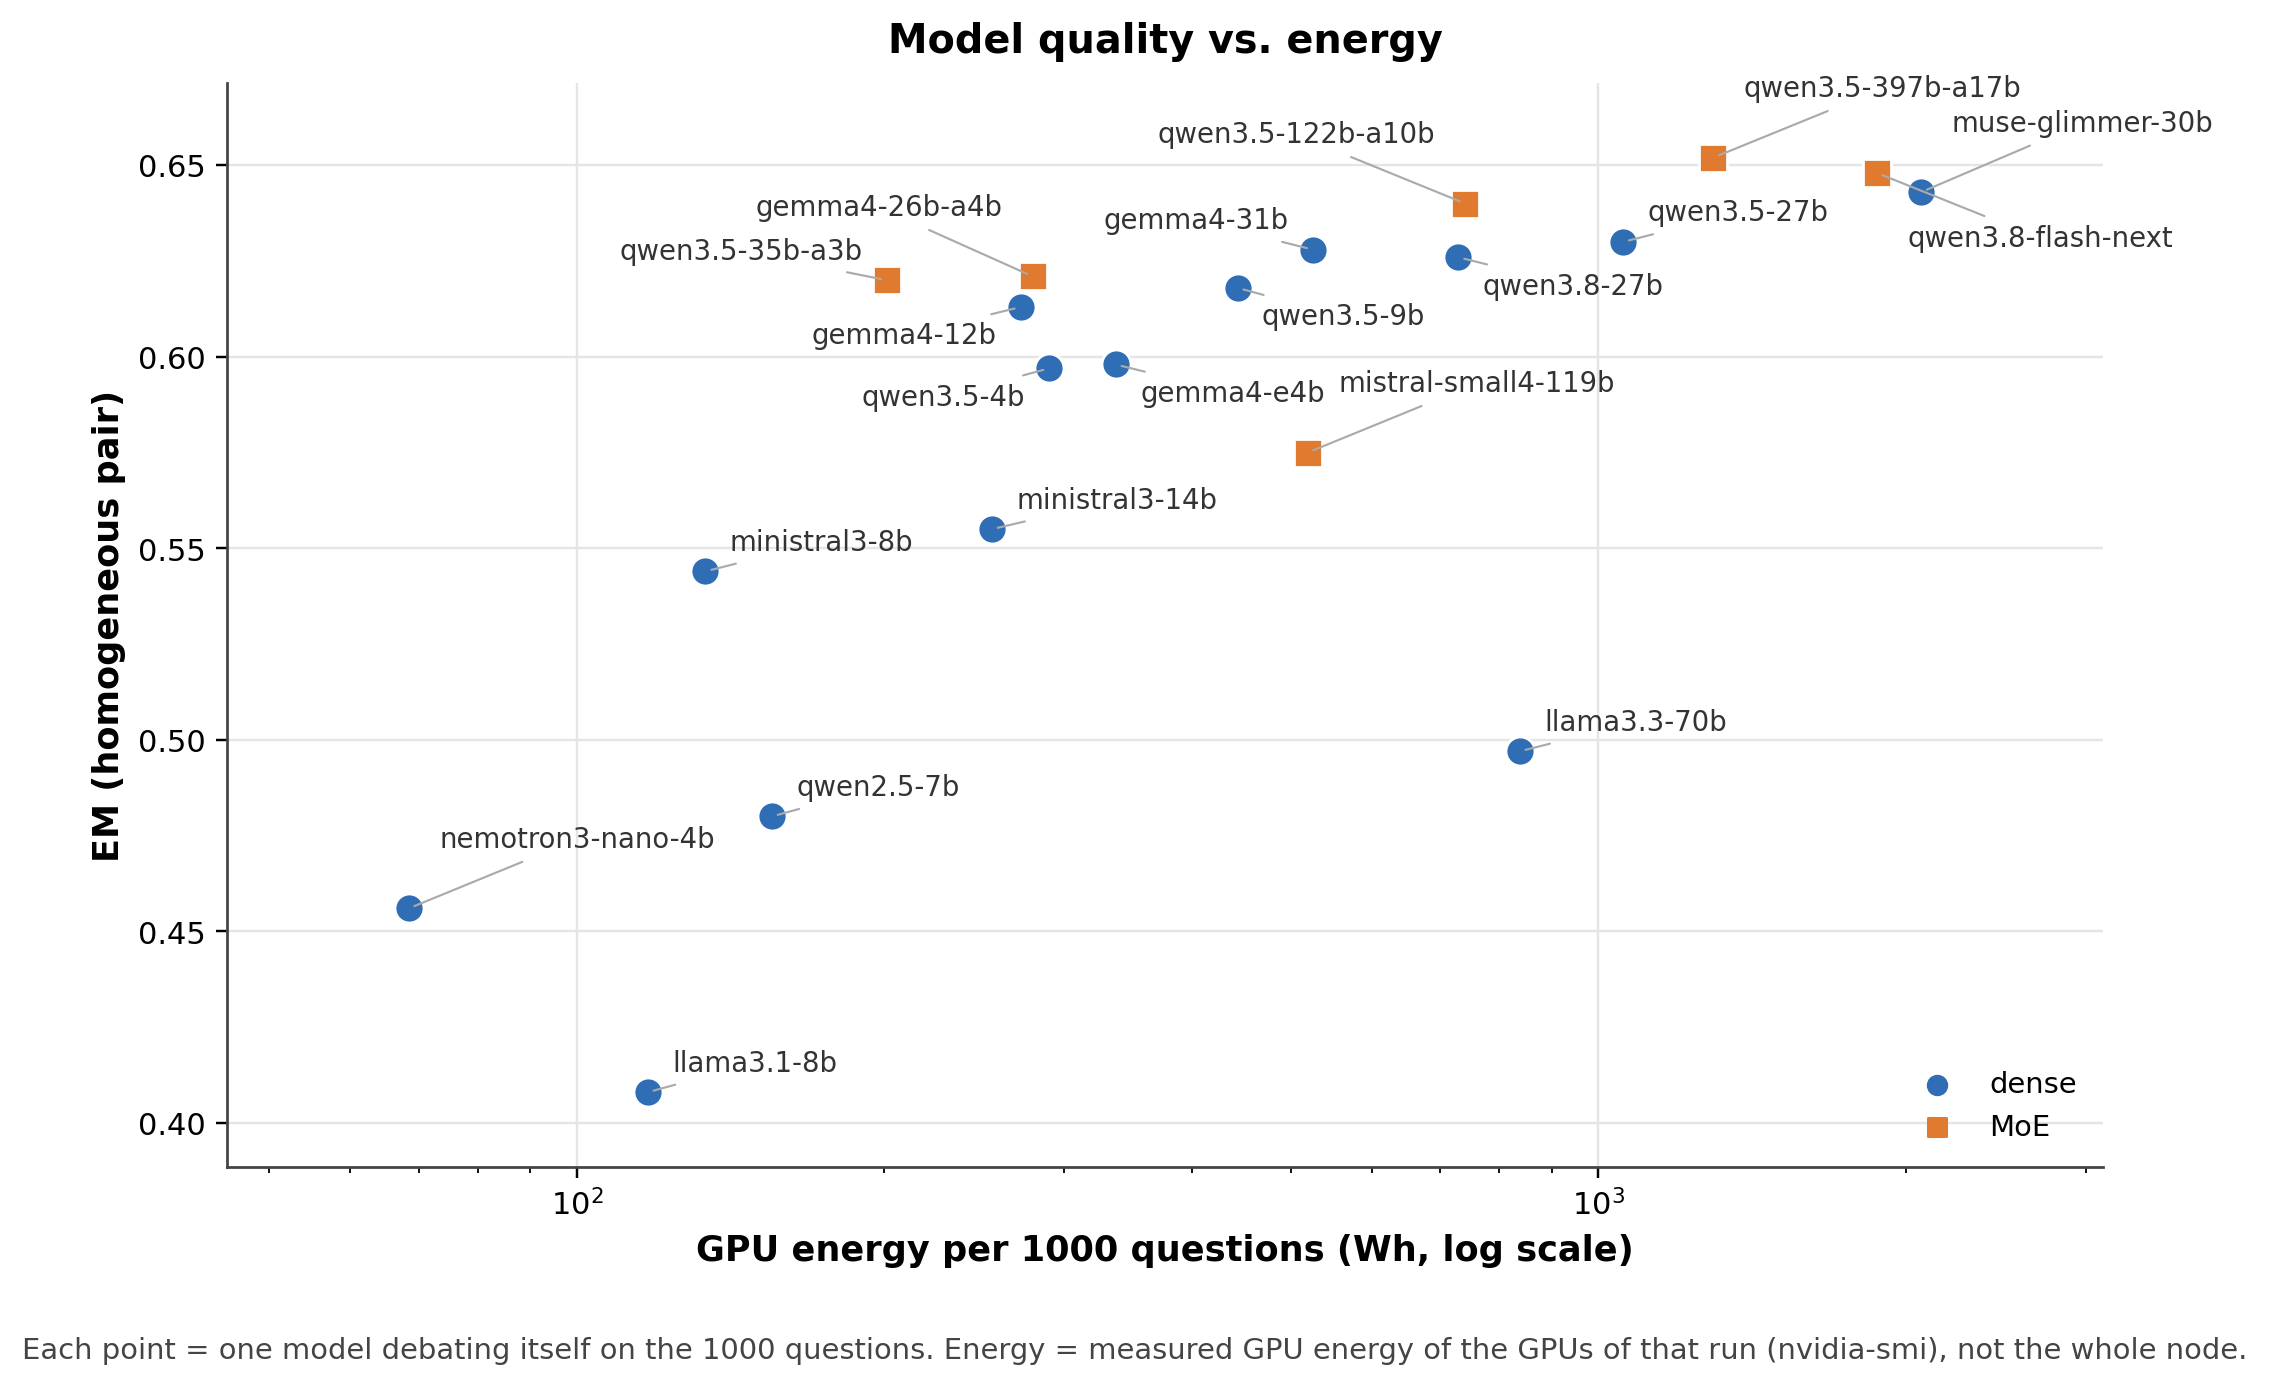 Model quality vs. energy
qwen3.5-397b-a17b
muse-glimmer-30b
qwen3.5-122b-a10b
gemma4-26b-a4b
gemma4-31b
qwen3.5-27b
qwen3.5-35b-a3b
qwen3.8-flash-next
qwen3.8-27b
qwen3.5-9b
gemma4-12b
qwen3.5-4b
gemma4-e4b
mistral-small4-119b
ministral3-14b
ministral3-8b
llama3.3-70b
qwen2.5-7b
nemotron3-nano-4b
llama3.1-8b
dense
MoE
EM (homogeneous pair)
0.65
0.60
0.55
0.50
0.45
0.40
10²
10³
GPU energy per 1000 questions (Wh, log scale)
Each point = one model debating itself on the 1000 questions. Energy = measured GPU energy of the GPUs of that run (nvidia-smi), not the whole node.